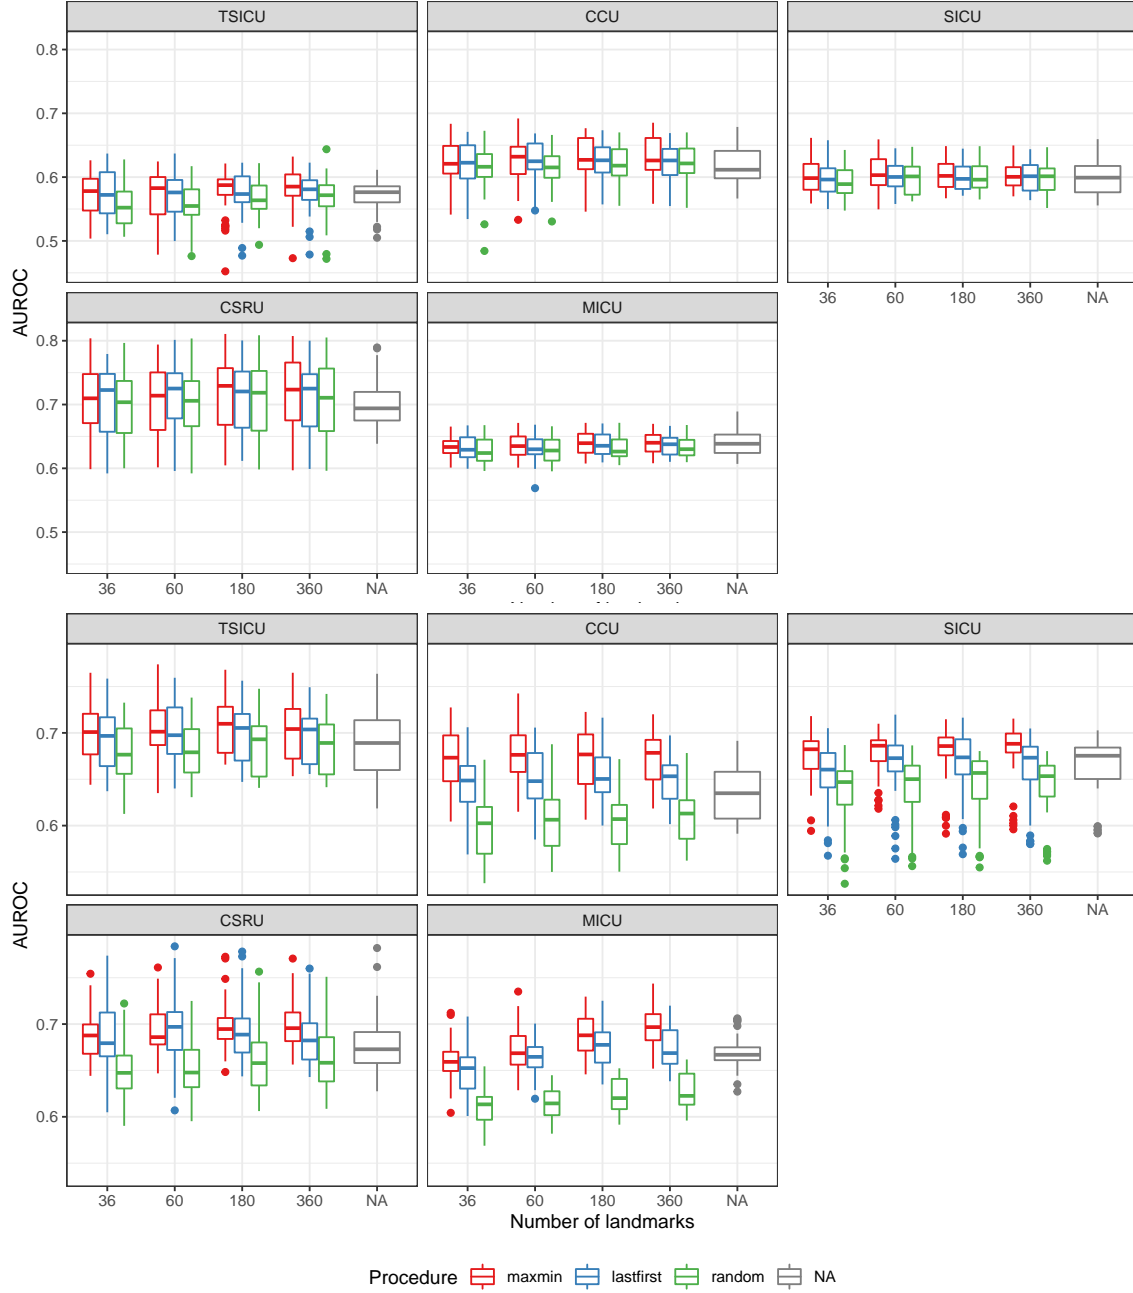 TSICU CCU SICU
0.8
0.7
0.6
0.5
36 60 180 360 NA
CSRU MICU
0.8
0.7
0.6
0.5
36 60 180 360 NA 36 60 180 360 NA
AUROC
TSICU CCU SICU
0.7
0.6
36 60 180 360 NA
CSRU MICU
0.7
0.6
36 60 180 360 NA 36 60 180 360 NA
AUROC
Number of landmarks
Procedure maxmin lastfirst random NA